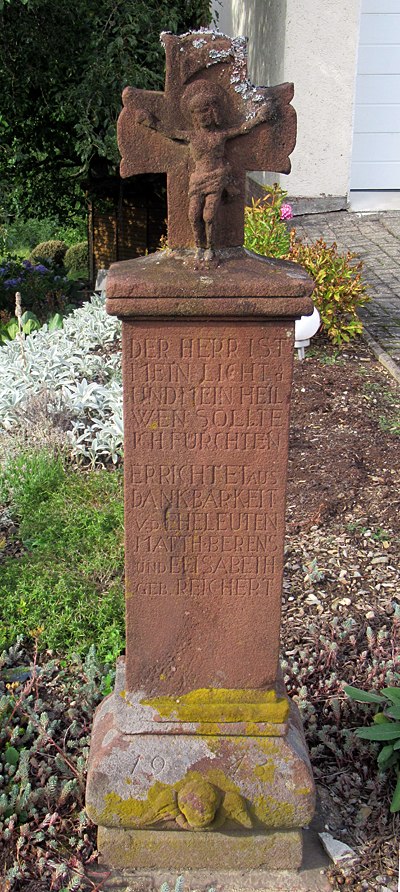 DER HERR IST
MEIN·LICHT·
UND MEIN HEIL
WEN SOLLTE
ICH FÜRCHTEN
ERRICHTET AUS
DANKBARKEIT
V.D. EHELEUTEN
MATTH·BERENS
UND ELISABETH
GEB. REICHERT
19